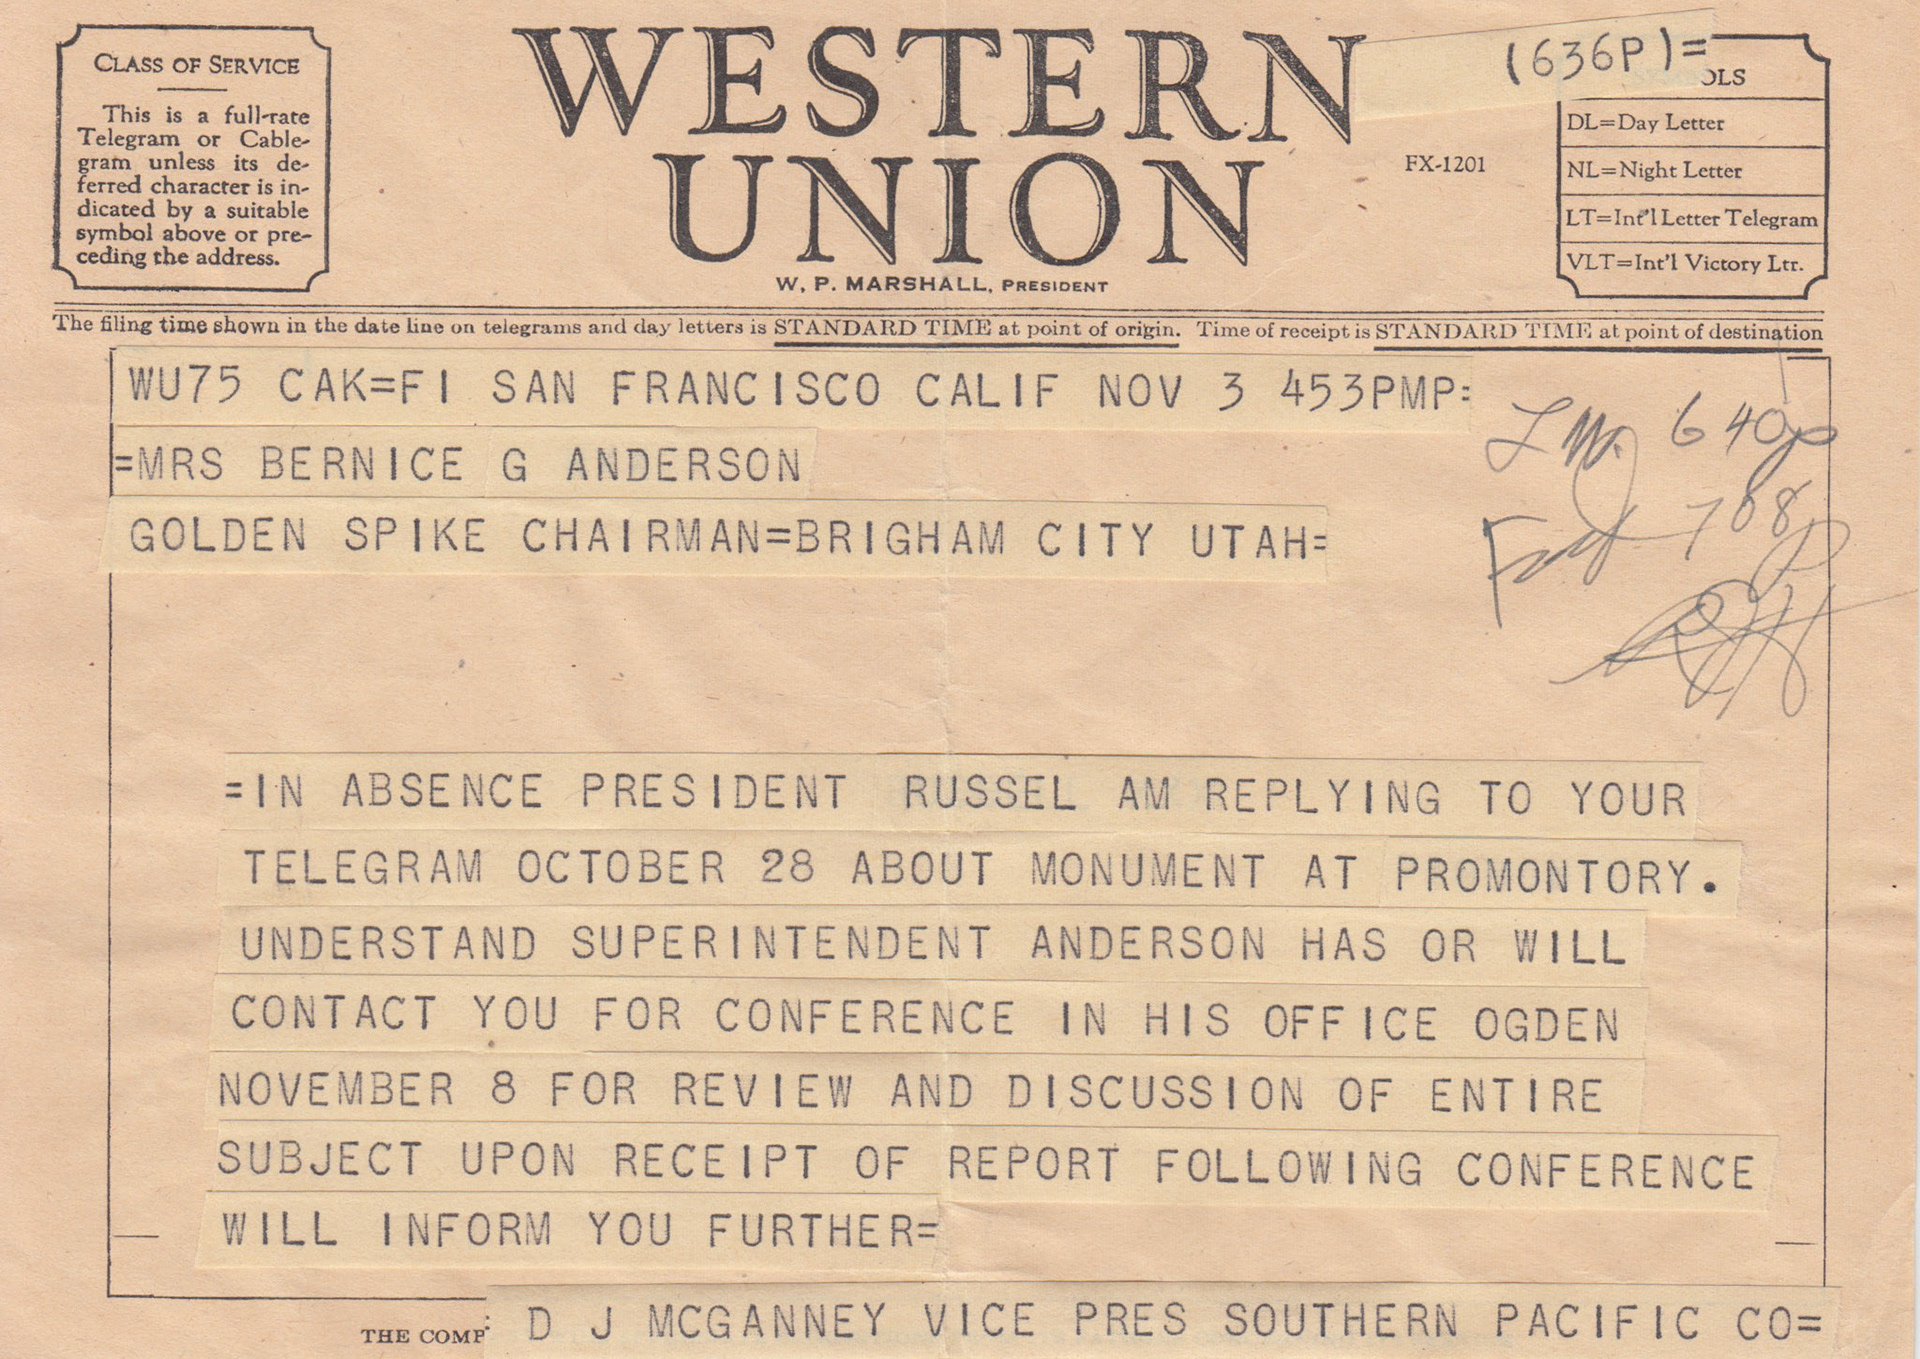 CLASS OF SERVICE
This is a full-rate
Telegram or Cable-
gram unless its de-
ferred character is in-
dicated by a suitable
symbol above or pre-
ceding the address.
WESTERN
UNION
W. P. MARSHALL, PRESIDENT
FX-1201
(636P)=
OLS
DL=Day Letter
NL=Night Letter
LT=Int'l Letter Telegram
VLT=Int'l Victory Ltr.
The filing time shown in the date line on telegrams and day letters is STANDARD TIME at point of origin. Time of receipt is STANDARD TIME at point of destination
WU75 CAK=FI SAN FRANCISCO CALIF NOV 3 453PMP=
=MRS BERNICE G ANDERSON
GOLDEN SPIKE CHAIRMAN=BRIGHAM CITY UTAH=
640p
708
=IN ABSENCE PRESIDENT RUSSEL AM REPLYING TO YOUR
TELEGRAM OCTOBER 28 ABOUT MONUMENT AT PROMONTORY.
UNDERSTAND SUPERINTENDENT ANDERSON HAS OR WILL
CONTACT YOU FOR CONFERENCE IN HIS OFFICE OGDEN
NOVEMBER 8 FOR REVIEW AND DISCUSSION OF ENTIRE
SUBJECT UPON RECEIPT OF REPORT FOLLOWING CONFERENCE
WILL INFORM YOU FURTHER=
THE COMP
D J MCGANNEY VICE PRES SOUTHERN PACIFIC CO=